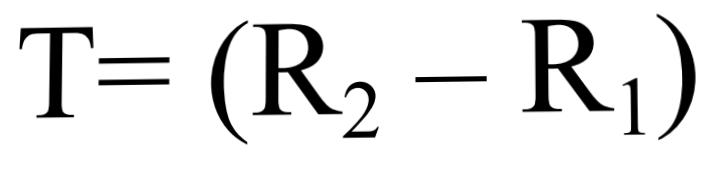 T= (R₂ − R₁)